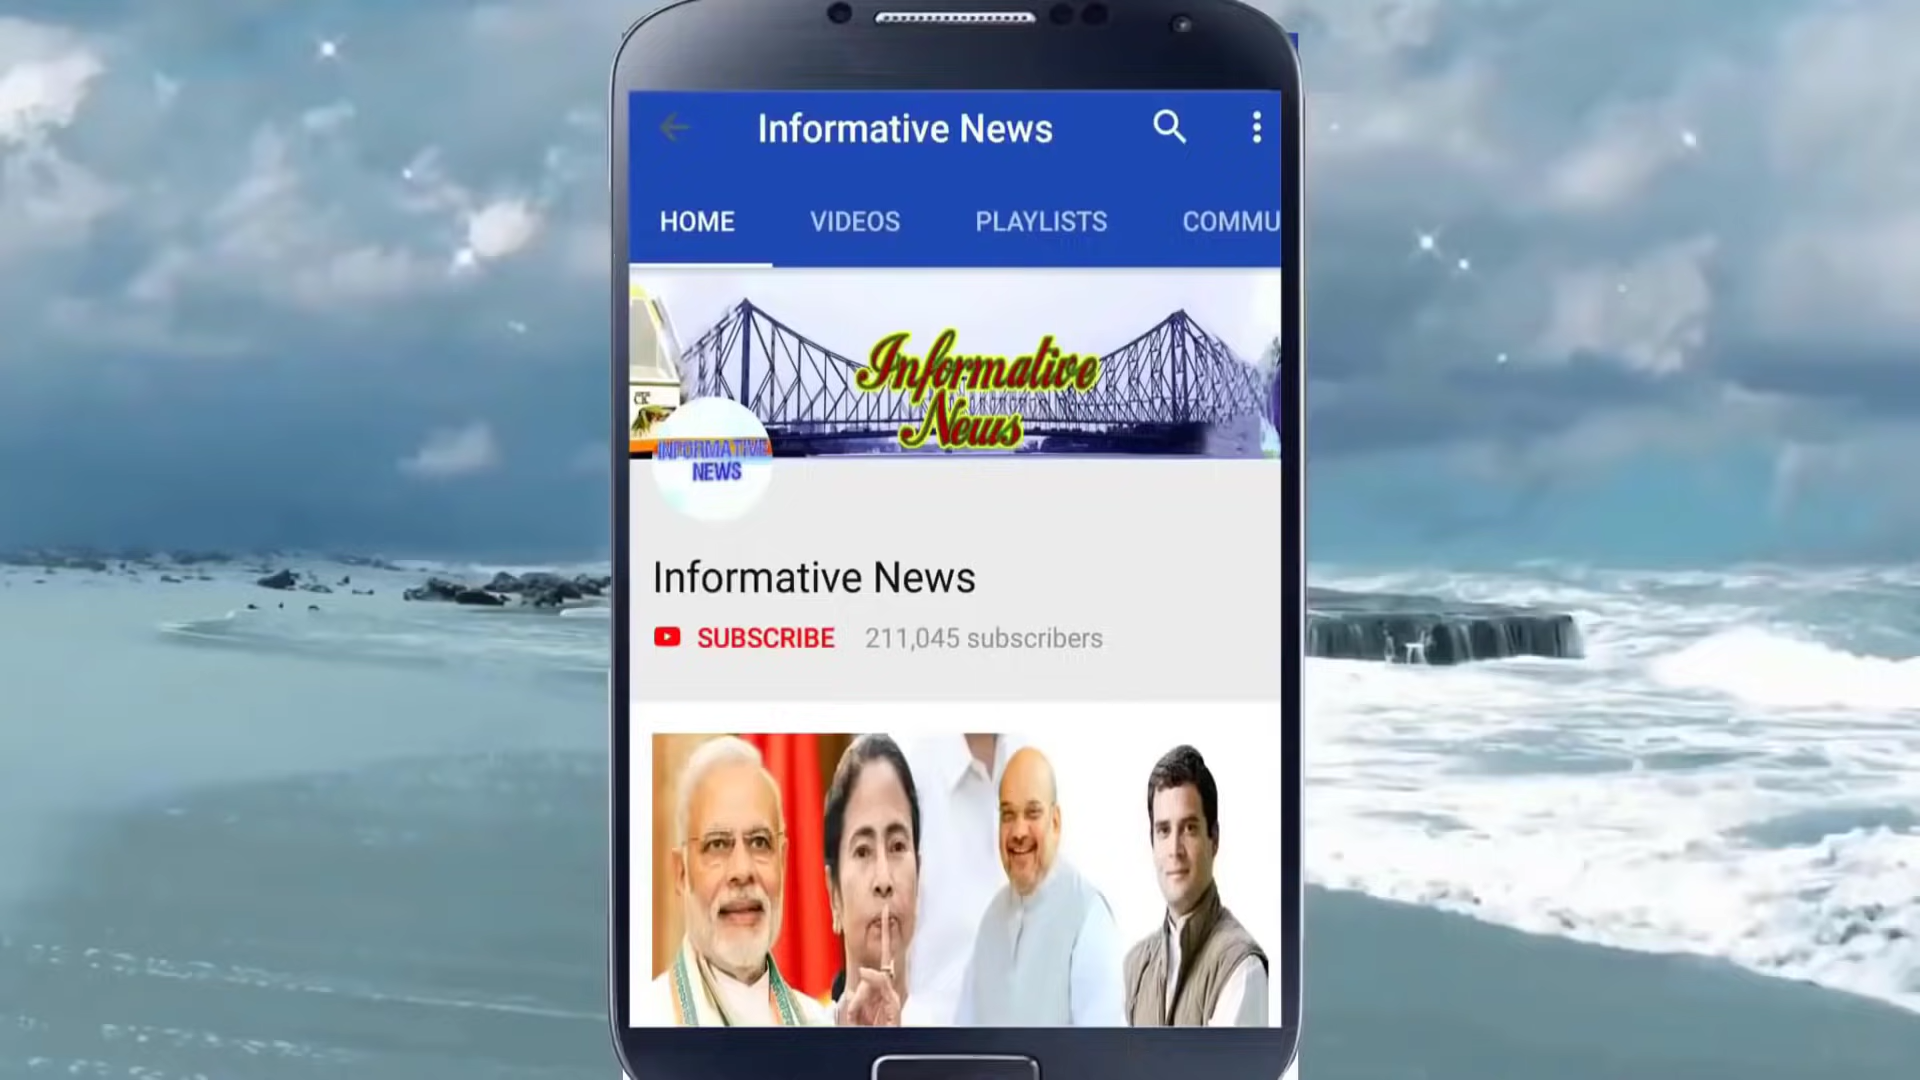 Informative News
HOME VIDEOS PLAYLISTS COMMU
Informative
News
INFORMATIVE
NEWS
Informative News
SUBSCRIBE 211,045 subscribers